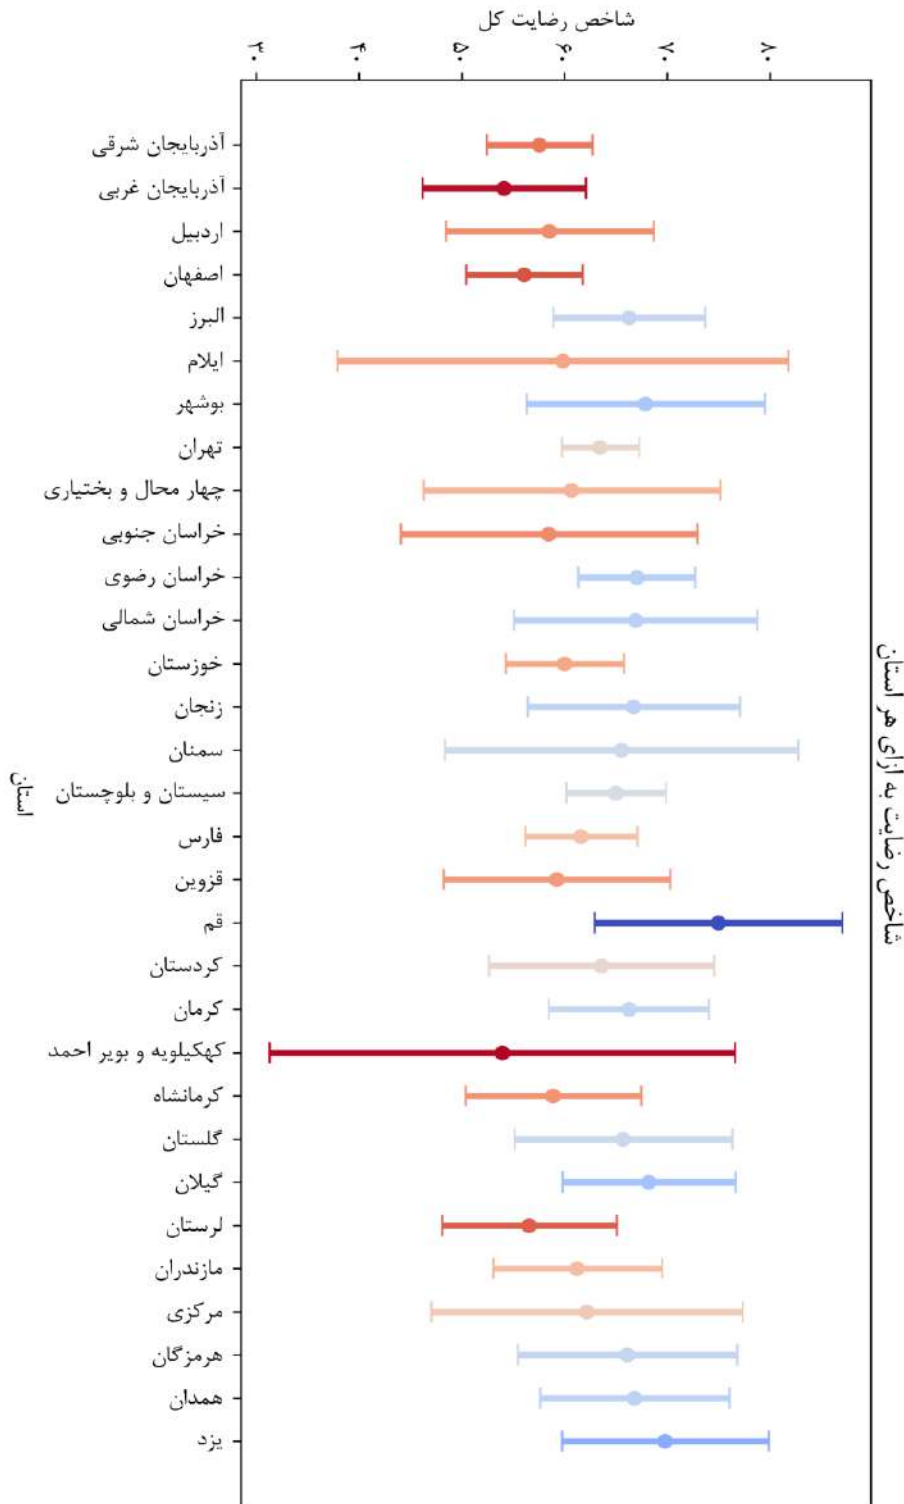 شاخص رضایت کل
۳۰ ۴۰ ۵۰ ۶۰ ۷۰ ۸۰
آذربایجان شرقی
آذربایجان غربی
اردبیل
اصفهان
البرز
ایلام
بوشهر
تهران
چهار محال و بختیاری
خراسان جنوبی
خراسان رضوی
خراسان شمالی
خوزستان
زنجان
سمنان
سیستان و بلوچستان
فارس
قزوین
قم
کردستان
کرمان
کهکیلویه و بویر احمد
کرمانشاه
گلستان
گیلان
لرستان
مازندران
مرکزی
هرمزگان
همدان
یزد
استان
شاخص رضایت به ازای هر استان